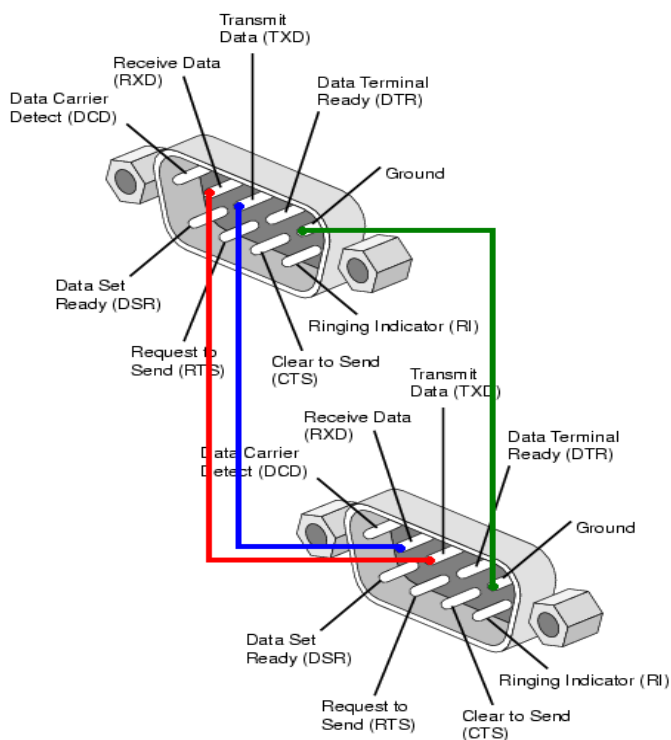 Transmit
Data (TXD)
Receive Data
(RXD)
Data Terminal
Ready (DTR)
Data Carrier
Detect (DCD)
Ground
Data Set
Ready (DSR)
Ringing Indicator (RI)
Request to
Send (RTS)
Clear to Send
(CTS)
Transmit
Data (TXD)
Receive Data
(RXD)
Data Terminal
Ready (DTR)
Data Carrier
Detect (DCD)
Ground
Data Set
Ready (DSR)
Ringing Indicator (RI)
Request to
Send (RTS)
Clear to Send
(CTS)